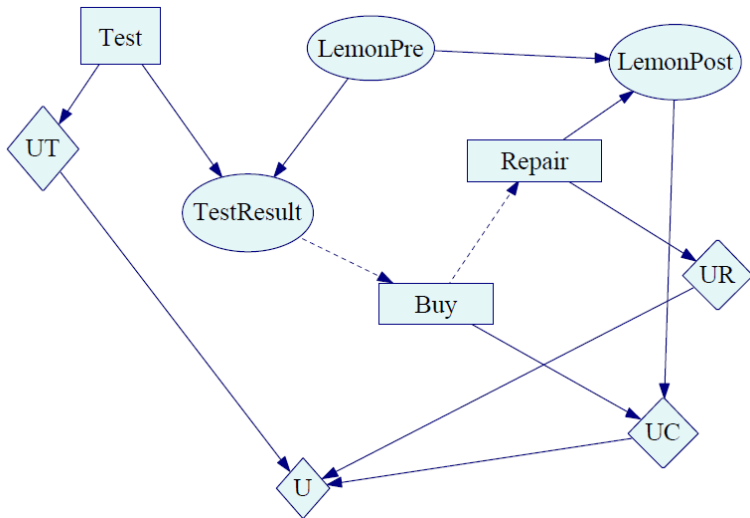 Test
LemonPre
LemonPost
UT
Repair
TestResult
UR
Buy
UC
U